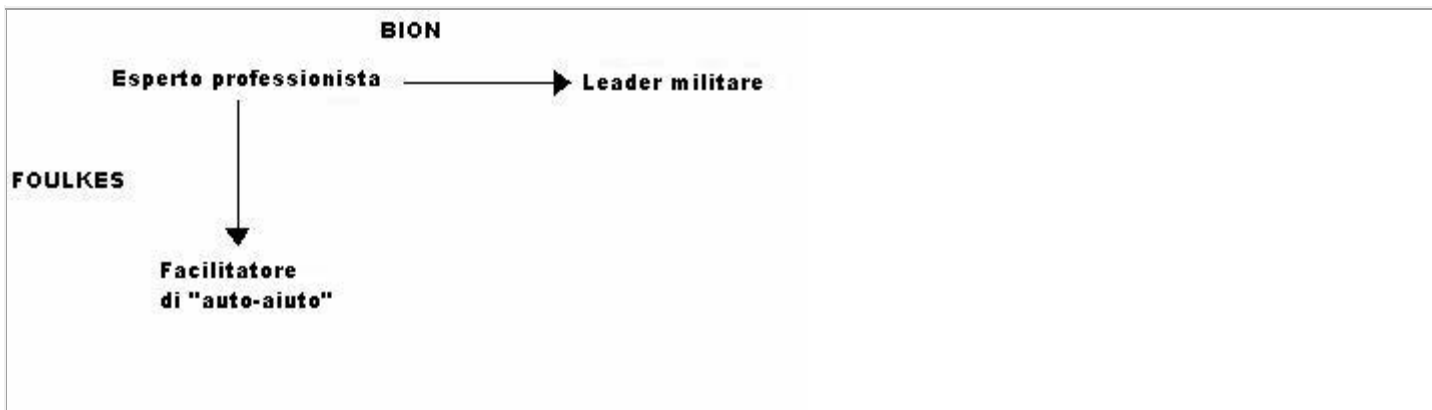 BION
Esperto professionista Leader militare
FOULKES
Facilitatore
di "auto-aiuto"